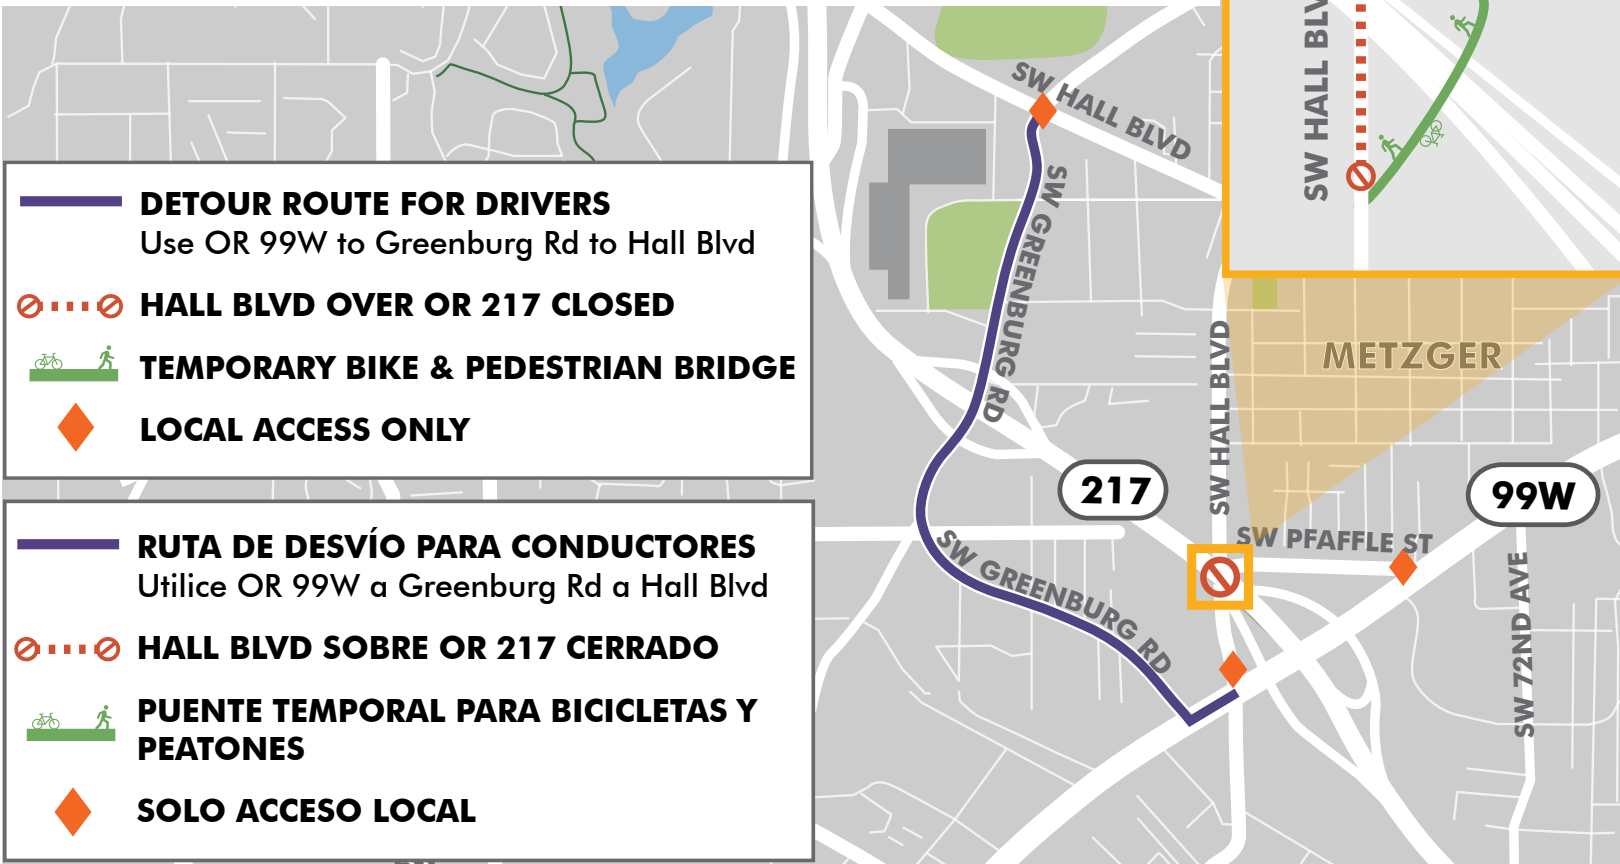 DETOUR ROUTE FOR DRIVERS
Use OR 99W to Greenburg Rd to Hall Blvd
HALL BLVD OVER OR 217 CLOSED
TEMPORARY BIKE & PEDESTRIAN BRIDGE
LOCAL ACCESS ONLY
RUTA DE DESVÍO PARA CONDUCTORES
Utilice OR 99W a Greenburg Rd a Hall Blvd
HALL BLVD SOBRE OR 217 CERRADO
PUENTE TEMPORAL PARA BICICLETAS Y
PEATONES
SOLO ACCESO LOCAL
SW HALL BLVD
SW GREENBURG RD
SW HALL BLV
METZGER
SW HALL BLVD
217
99W
SW PFAFFLE ST
SW GREENBURG RD
SW 72ND AVE